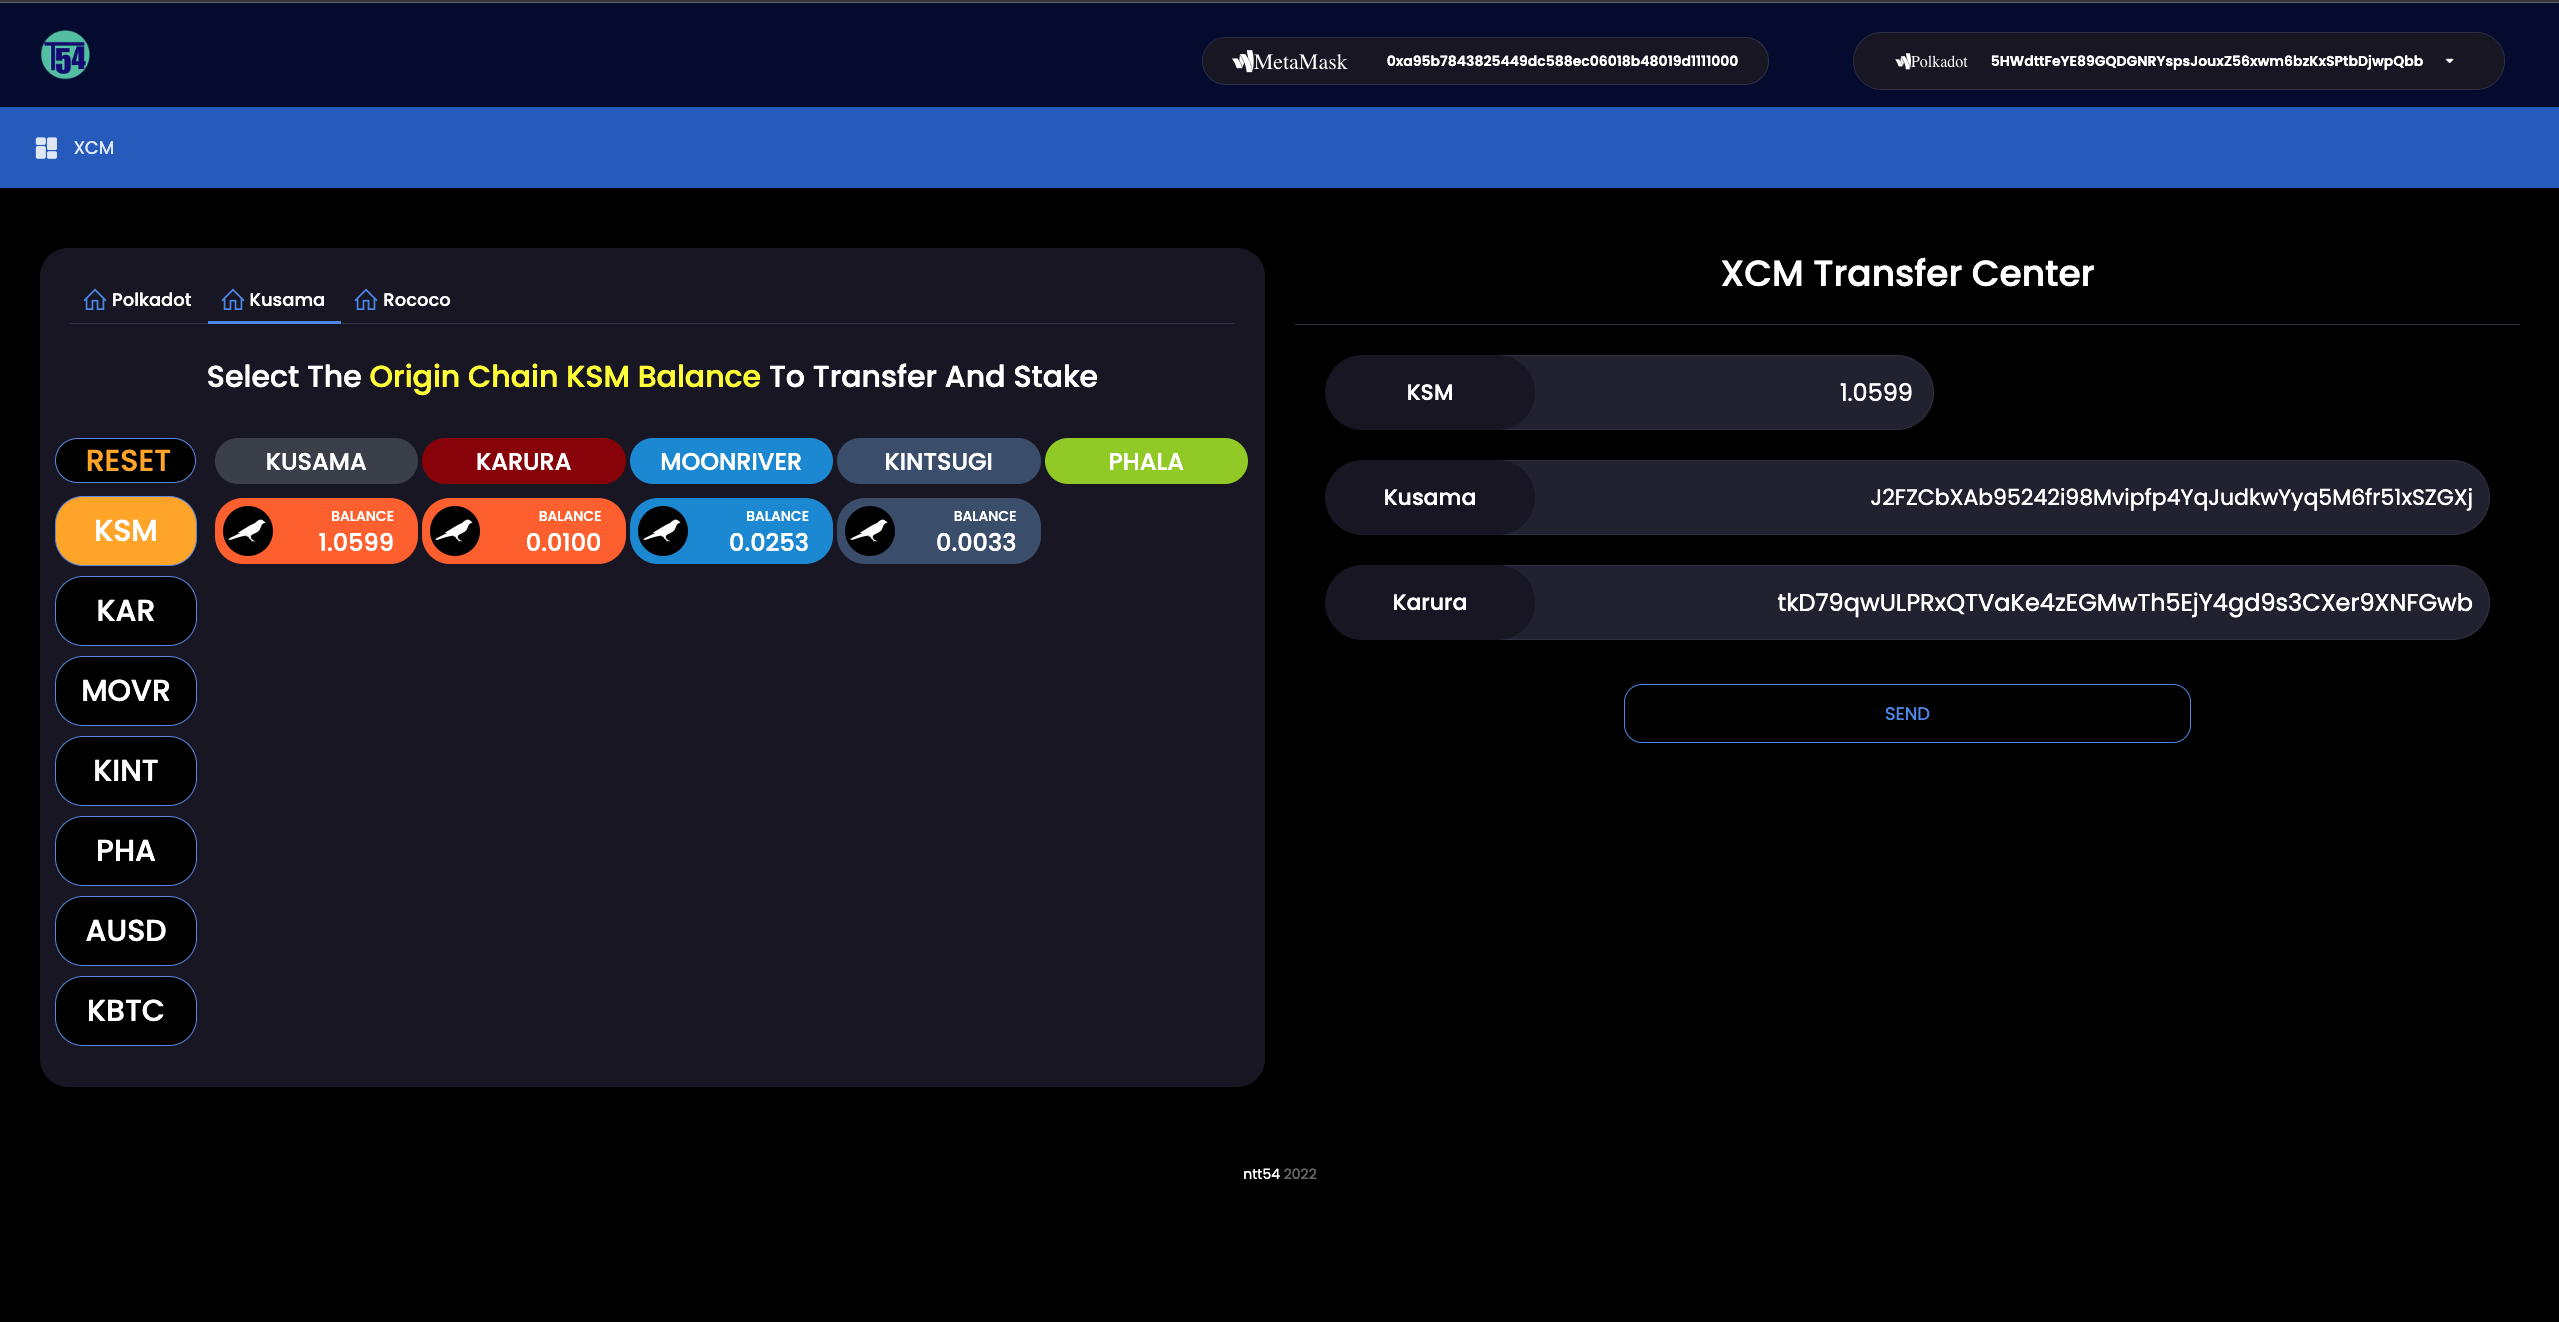 T54
MetaMask 0xa95b7843825449dc588ec06018b48019d1111000
Polkadot 5HWdttFeYE89GQDGNRYspsJouxZ56xwm6bzKxSPtbDjwpQbb
XCM
Polkadot Kusama Rococo
Select The Origin Chain KSM Balance To Transfer And Stake
RESET KUSAMA KARURA MOONRIVER KINTSUGI PHALA
KSM
BALANCE BALANCE BALANCE BALANCE
1.0599 0.0100 0.0253 0.0033
KAR
MOVR
KINT
PHA
AUSD
KBTC
XCM Transfer Center
KSM 1.0599
Kusama J2FZCbXAb95242i98Mvipfp4YqJudkwYyq5M6fr51xSZGXj
Karura tkD79qwULPRxQTVaKe4zEGMwTh5EjY4gd9s3CXer9XNFGwb
SEND
ntt54 2022